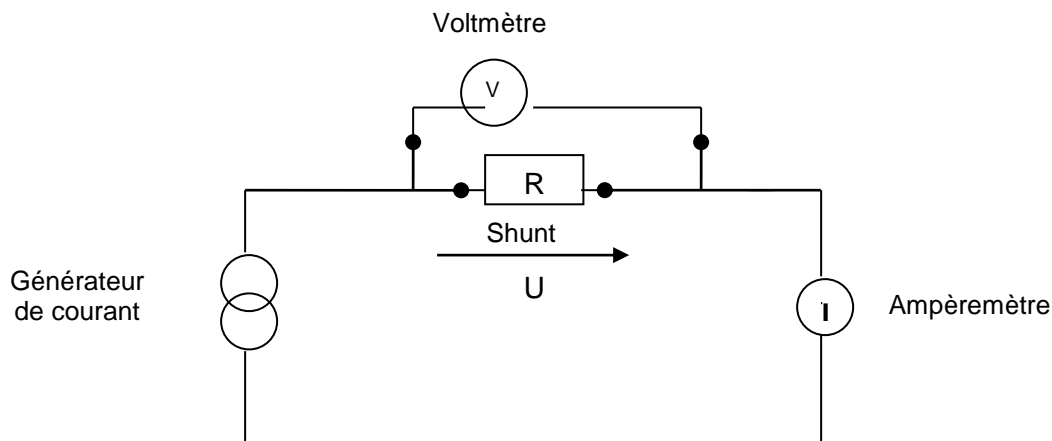 Voltmètre
V
R
Shunt
U
Générateur
de courant
I
Ampèremètre